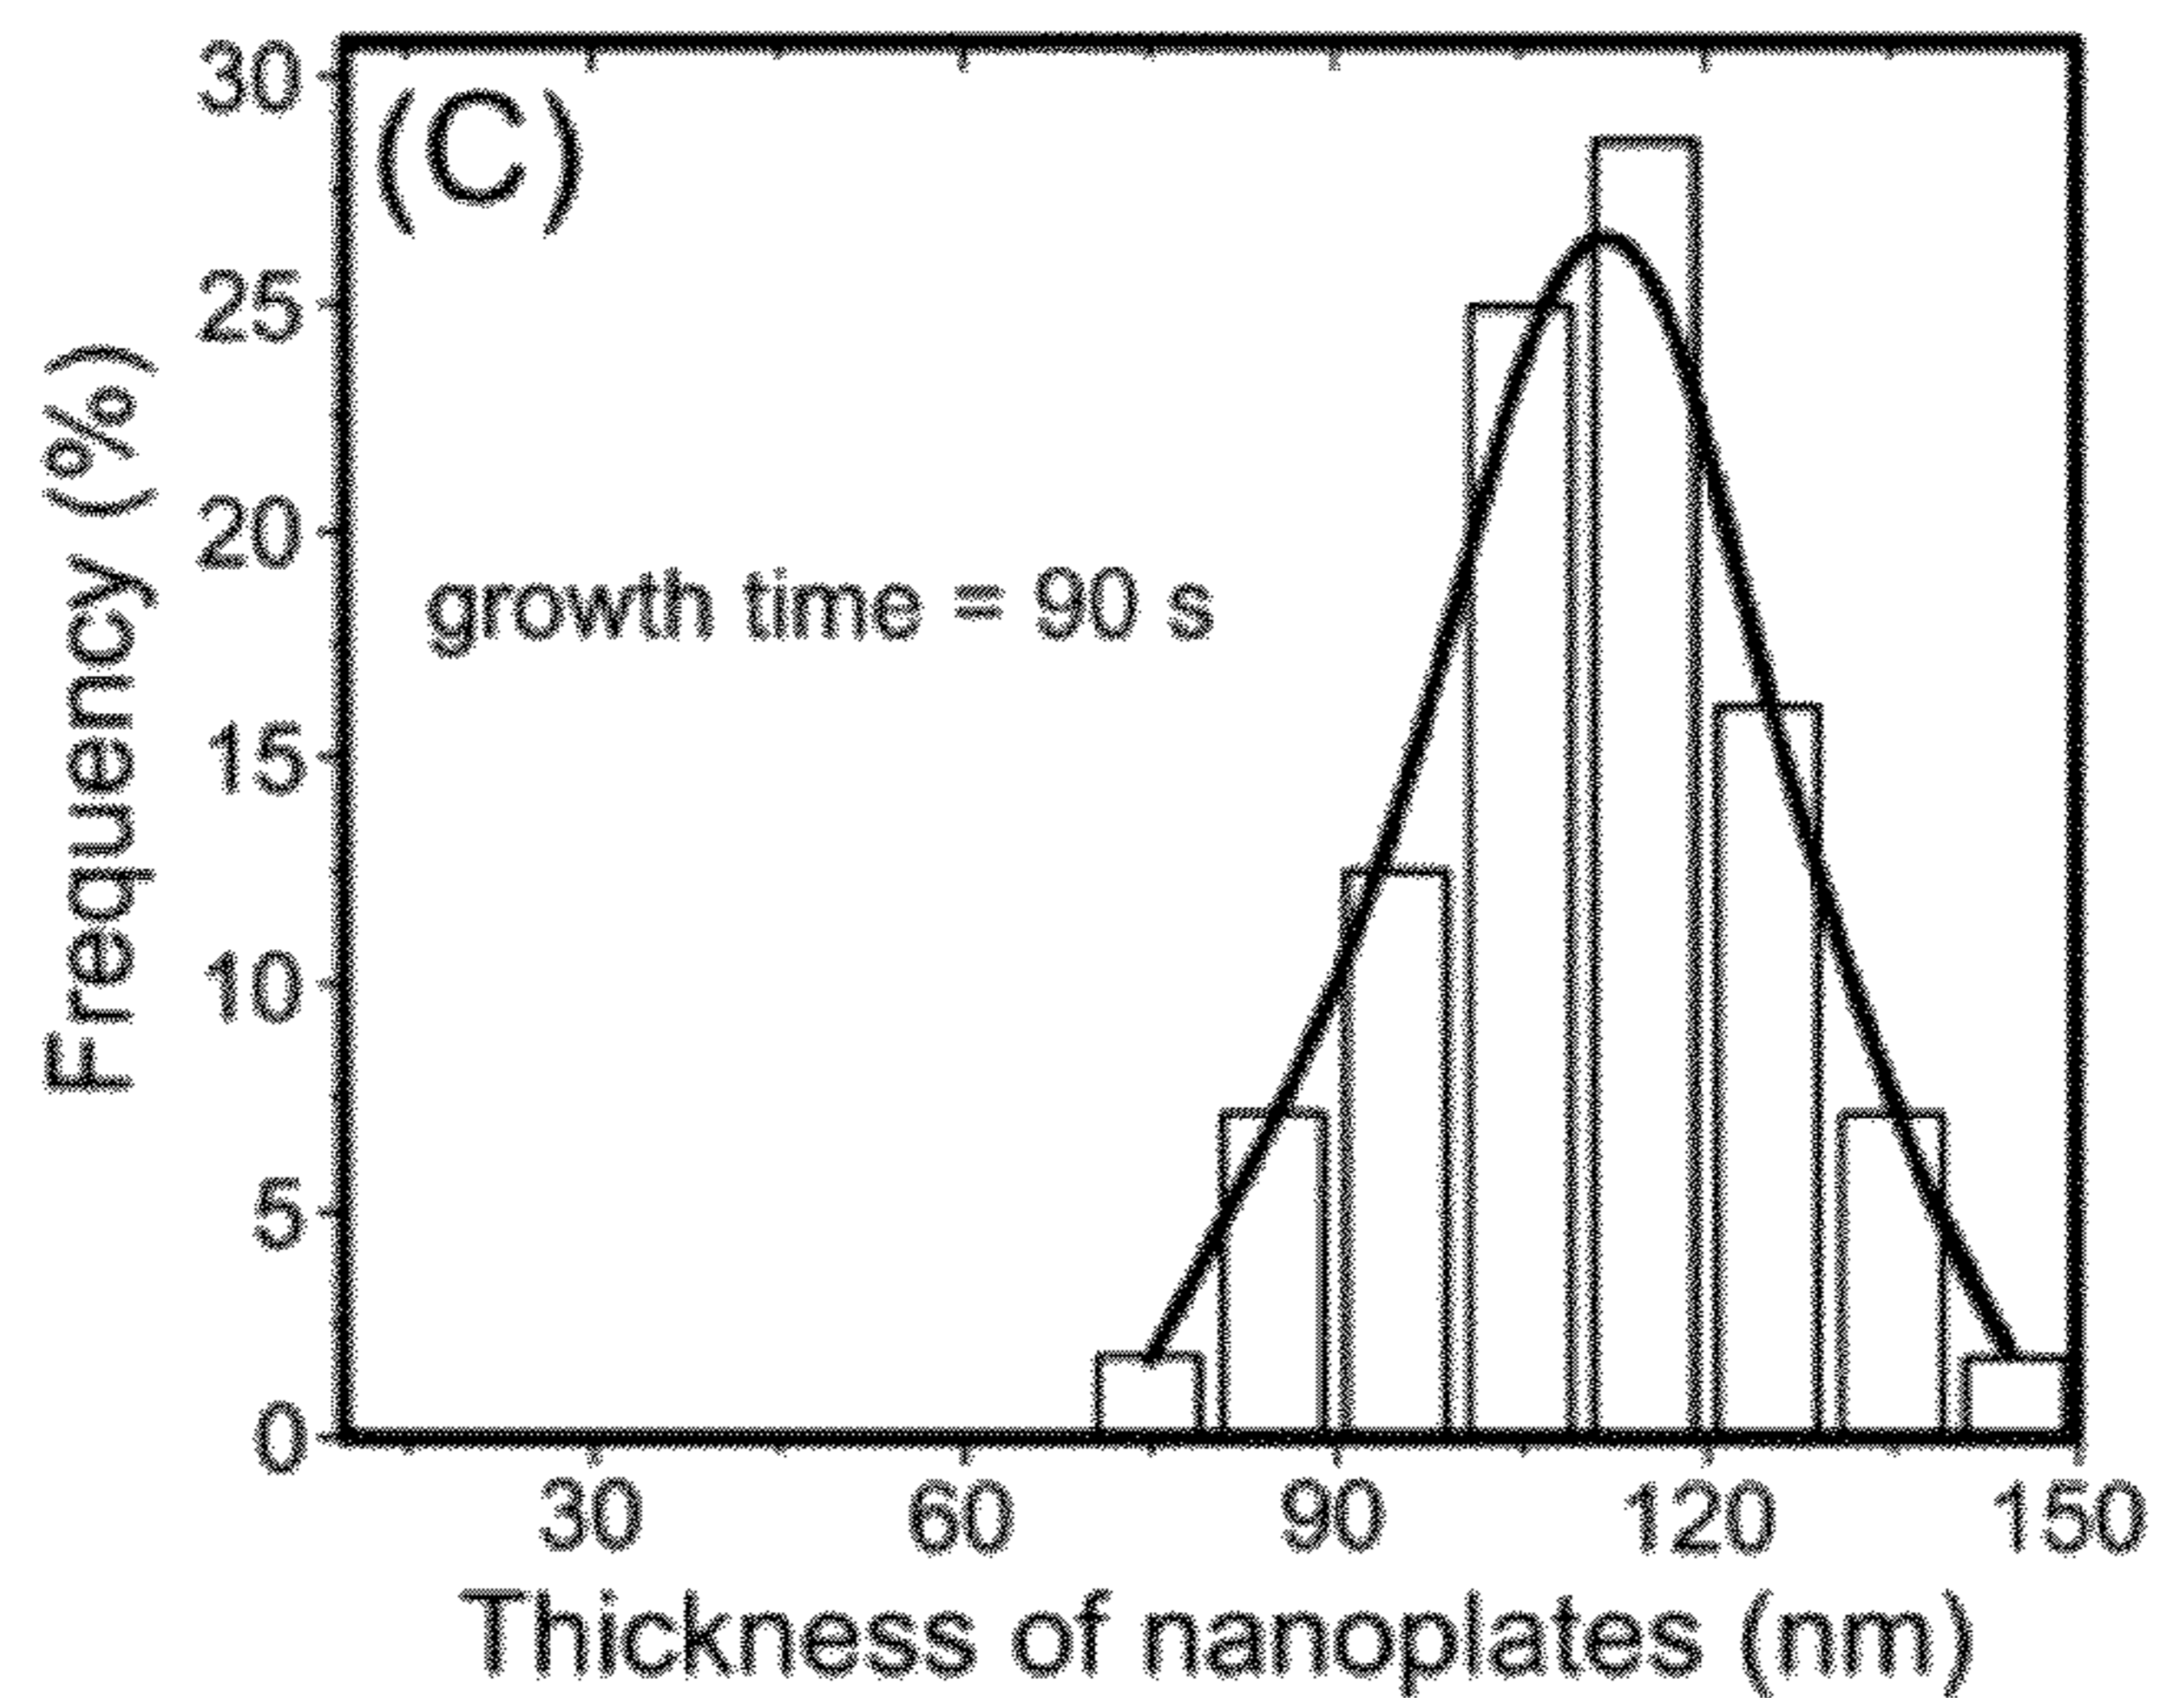 (C)
30
25
20
15
10
5
0
Frequency (%)
growth time = 90 s
30 60 90 120 150
Thickness of nanoplates (nm)